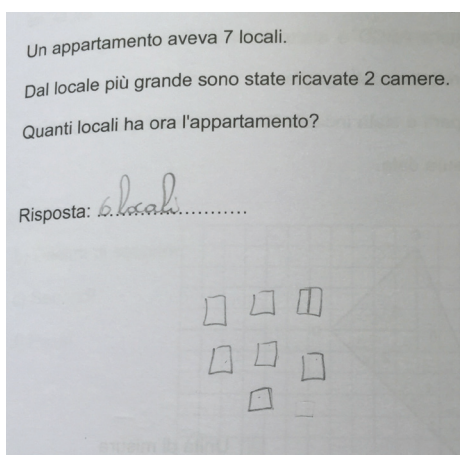 Un appartamento aveva 7 locali.
Dal locale più grande sono state ricavate 2 camere.
Quanti locali ha ora l'appartamento?
Risposta: 6 locali